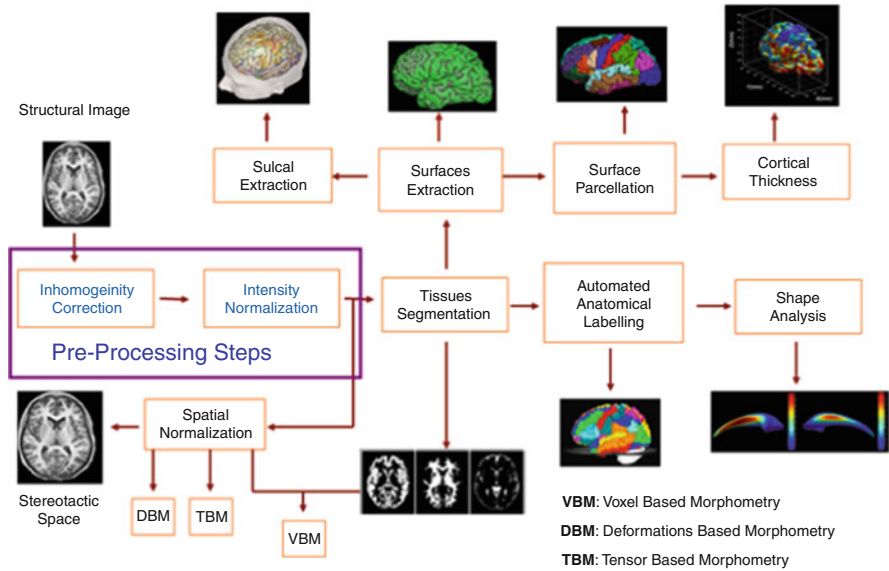 Structural Image
Sulcal
Extraction
Surfaces
Extraction
Surface
Parcellation
Cortical
Thickness
Inhomogeinity
Correction
Intensity
Normalization
Pre-Processing Steps
Tissues
Segmentation
Automated
Anatomical
Labelling
Shape
Analysis
Spatial
Normalization
Stereotactic
Space
DBM
TBM
VBM
VBM: Voxel Based Morphometry
DBM: Deformations Based Morphometry
TBM: Tensor Based Morphometry